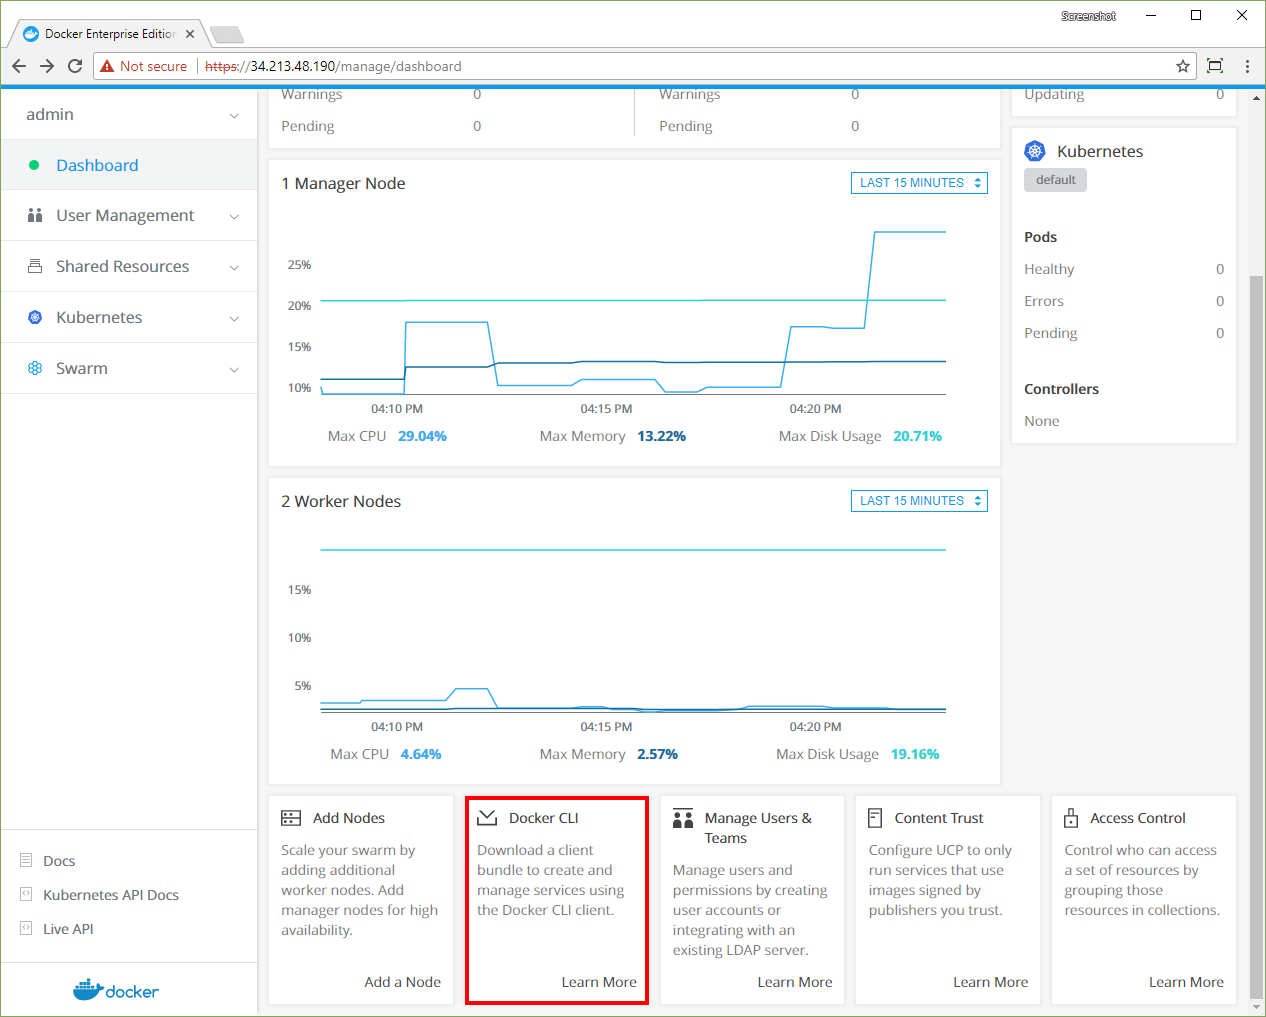 Screenshot
Docker Enterprise Edition
Not secure
https://34.213.48.190/manage/dashboard
admin
Dashboard
User Management
Shared Resources
Kubernetes
Swarm
Docs
Kubernetes API Docs
Live API
docker
Warnings 0
Pending 0
Warnings 0
Pending 0
1 Manager Node
LAST 15 MINUTES
25%
20%
15%
10%
04:10 PM 04:15 PM 04:20 PM
Max CPU 29.04% Max Memory 13.22% Max Disk Usage 20.71%
2 Worker Nodes
LAST 15 MINUTES
15%
10%
5%
04:10 PM 04:15 PM 04:20 PM
Max CPU 4.64% Max Memory 2.57% Max Disk Usage 19.16%
Updating 0
Kubernetes
default
Pods
Healthy 0
Errors 0
Pending 0
Controllers
None
Add Nodes
Scale your swarm by
adding additional
worker nodes. Add
manager nodes for high
availability.
Add a Node
Docker CLI
Download a client
bundle to create and
manage services using
the Docker CLI client.
Learn More
Manage Users &
Teams
Manage users and
permissions by creating
user accounts or
integrating with an
existing LDAP server.
Learn More
Content Trust
Configure UCP to only
run services that use
images signed by
publishers you trust.
Learn More
Access Control
Control who can access
a set of resources by
grouping those
resources in collections.
Learn More